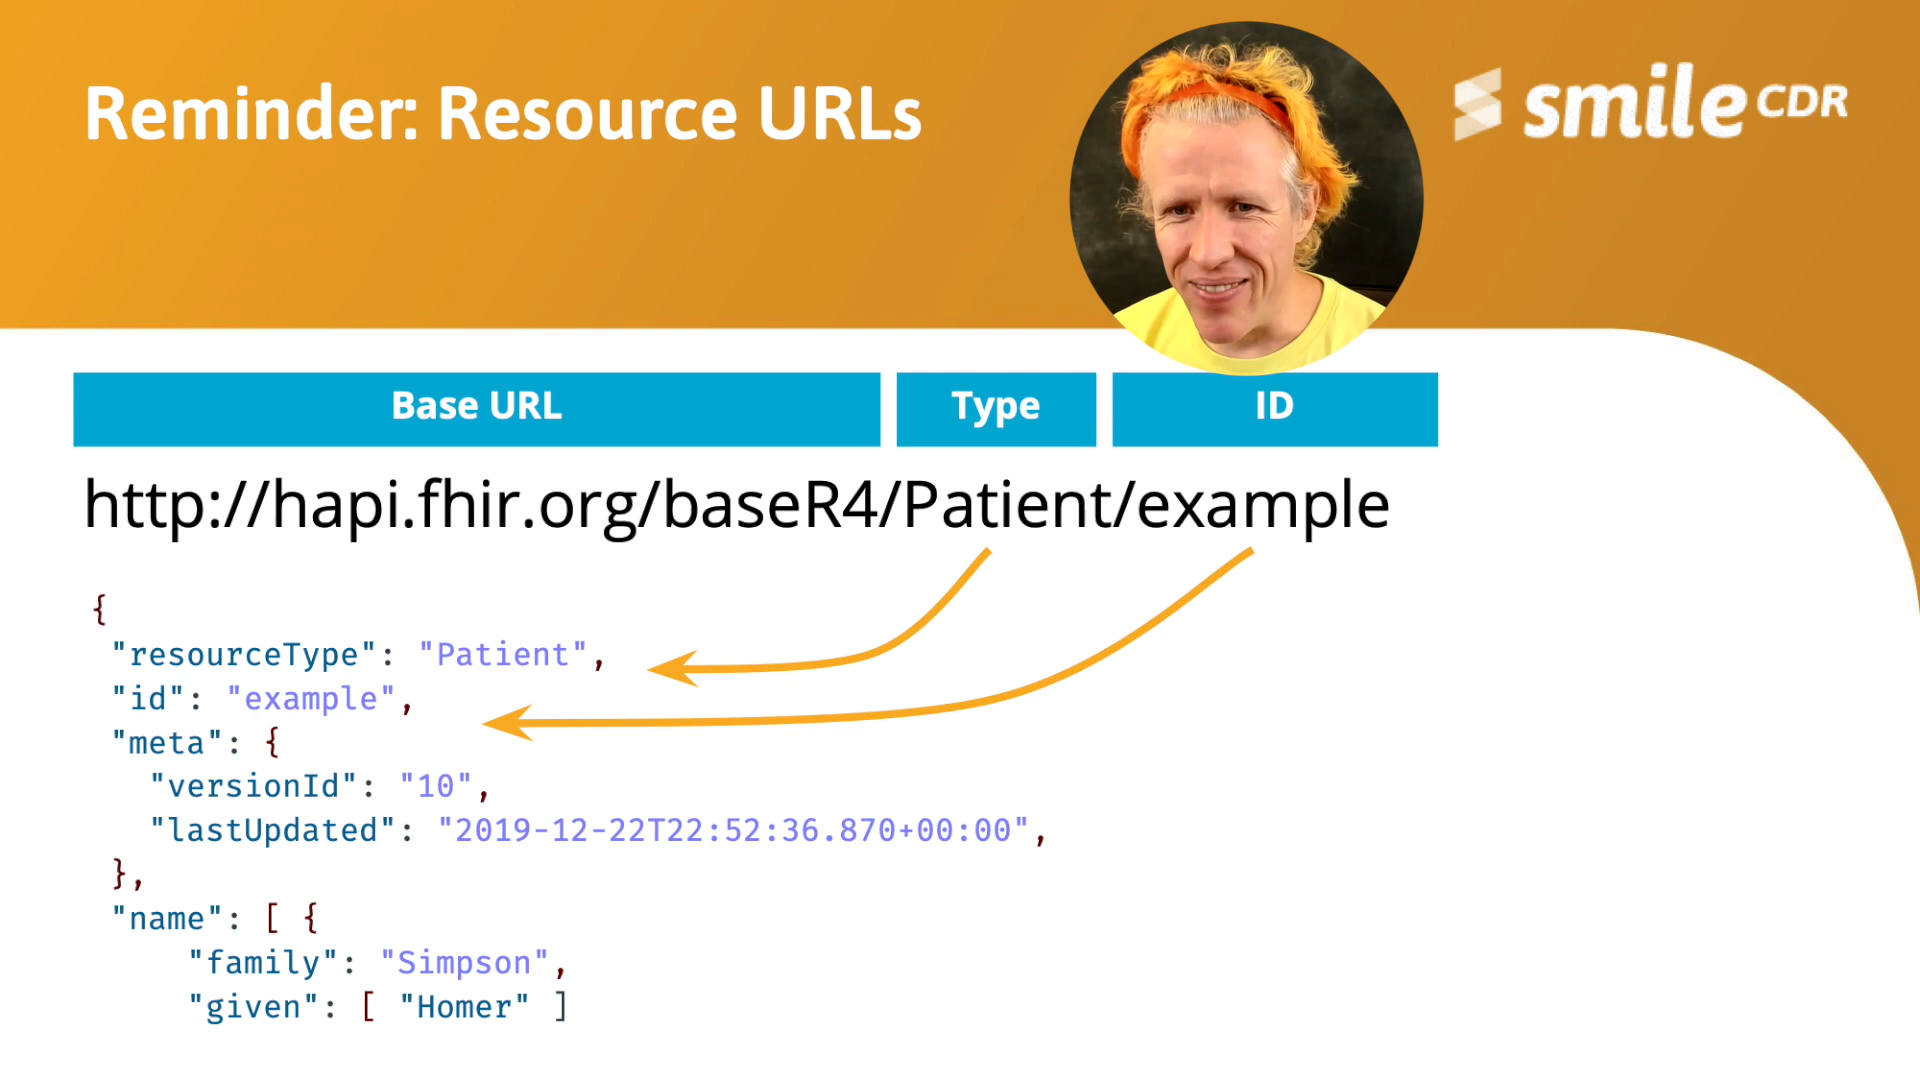 Reminder: Resource URLs
smile CDR
Base URL Type ID
http://hapi.fhir.org/baseR4/Patient/example
{
"resourceType": "Patient",
"id": "example",
"meta": {
"versionId": "10",
"lastUpdated": "2019-12-22T22:52:36.870+00:00",
},
"name": [ {
"family": "Simpson",
"given": [ "Homer" ]